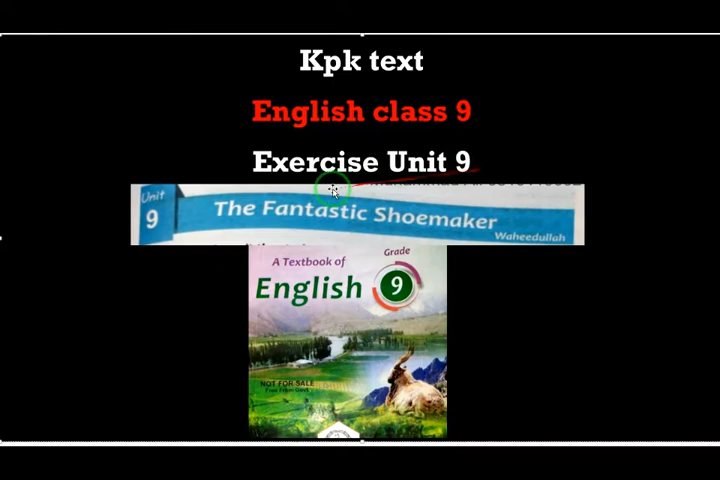 Kpk text
English class 9
Exercise Unit 9
Unit
9
The Fantastic Shoemaker
Waheedullah
A Textbook of
Grade
English
9
NOT FOR SALE